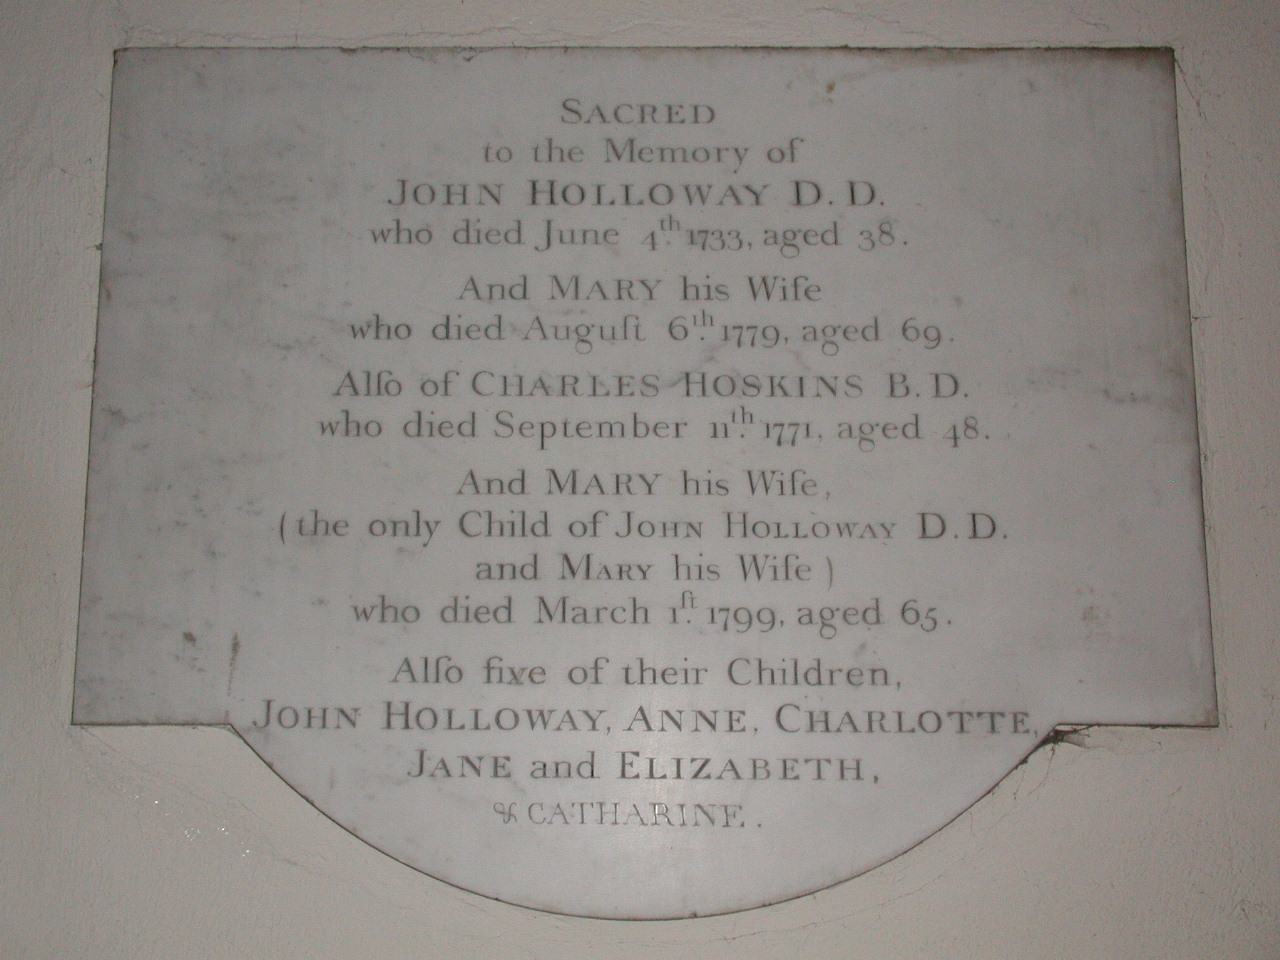 SACRED
to the Memory of
JOHN HOLLOWAY D. D.
who died June 4th. 1733, aged 38.
And MARY his Wife
who died Auguſt 6th. 1779, aged 69.
Alſo of CHARLES HOSKINS B. D.
who died September 11th. 1771, aged 48.
And MARY his Wife,
(the only Child of JOHN HOLLOWAY D. D.
and MARY his Wife)
who died March 1ſt. 1799, aged 65.
Alſo five of their Children,
JOHN HOLLOWAY, ANNE, CHARLOTTE,
JANE and ELIZABETH,
& CATHARINE.